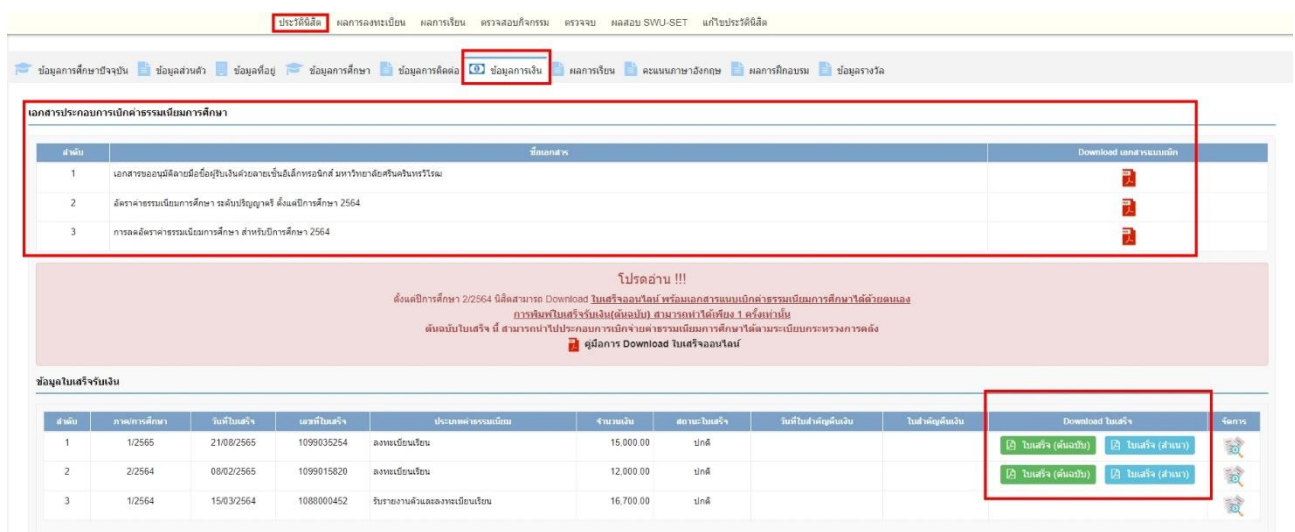 ประวัตินิสิต ผลการลงทะเบียน ผลการเรียน ตรวจสอบกิจกรรม ตรวจจบ ผลสอบ SWU-SET แก้ไขประวัตินิสิต
ข้อมูลการศึกษาปัจจุบัน ข้อมูลส่วนตัว ข้อมูลที่อยู่ ข้อมูลการศึกษา ข้อมูลการติดต่อ ข้อมูลการเงิน ผลการเรียน คะแนนภาษาอังกฤษ ผลการฝึกอบรม ข้อมูลรางวัล
เอกสารประกอบการเบิกค่าธรรมเนียมการศึกษา
ลำดับ ชื่อเอกสาร Download เอกสารแบบเบิก
1 เอกสารขออนุมัติลายมือชื่อผู้รับเงินด้วยลายเซ็นอิเล็กทรอนิกส์ มหาวิทยาลัยศรีนครินทรวิโรฒ
2 อัตราค่าธรรมเนียมการศึกษา ระดับปริญญาตรี ตั้งแต่ปีการศึกษา 2564
3 การลดอัตราค่าธรรมเนียมการศึกษา สำหรับปีการศึกษา 2564
โปรดอ่าน !!!
ตั้งแต่ปีการศึกษา 2/2564 นิสิตสามารถ Download ใบเสร็จออนไลน์ พร้อมเอกสารแบบเบิกค่าธรรมเนียมการศึกษาได้ด้วยตนเอง
การพิมพ์ใบเสร็จรับเงิน(ต้นฉบับ) สามารถทำได้เพียง 1 ครั้งเท่านั้น
ต้นฉบับใบเสร็จ นี้ สามารถนำไปประกอบการเบิกจ่ายค่าธรรมเนียมการศึกษาได้ตามระเบียบกระทรวงการคลัง
คู่มือการ Download ใบเสร็จออนไลน์
ข้อมูลใบเสร็จรับเงิน
ลำดับ ภาค/การศึกษา วันที่ใบเสร็จ เลขที่ใบเสร็จ ประเภทค่าธรรมเนียม จำนวนเงิน สถานะใบเสร็จ วันที่ใบสำคัญคืนเงิน ใบสำคัญคืนเงิน Download ใบเสร็จ จัดการ
1 1/2565 21/08/2565 1099035254 ลงทะเบียนเรียน 15,000.00 ปกติ ใบเสร็จ (ต้นฉบับ) ใบเสร็จ (สำเนา)
2 2/2564 08/02/2565 1099015820 ลงทะเบียนเรียน 12,000.00 ปกติ ใบเสร็จ (ต้นฉบับ) ใบเสร็จ (สำเนา)
3 1/2564 15/03/2564 1088000452 รับรายงานตัวและลงทะเบียนเรียน 16,700.00 ปกติ